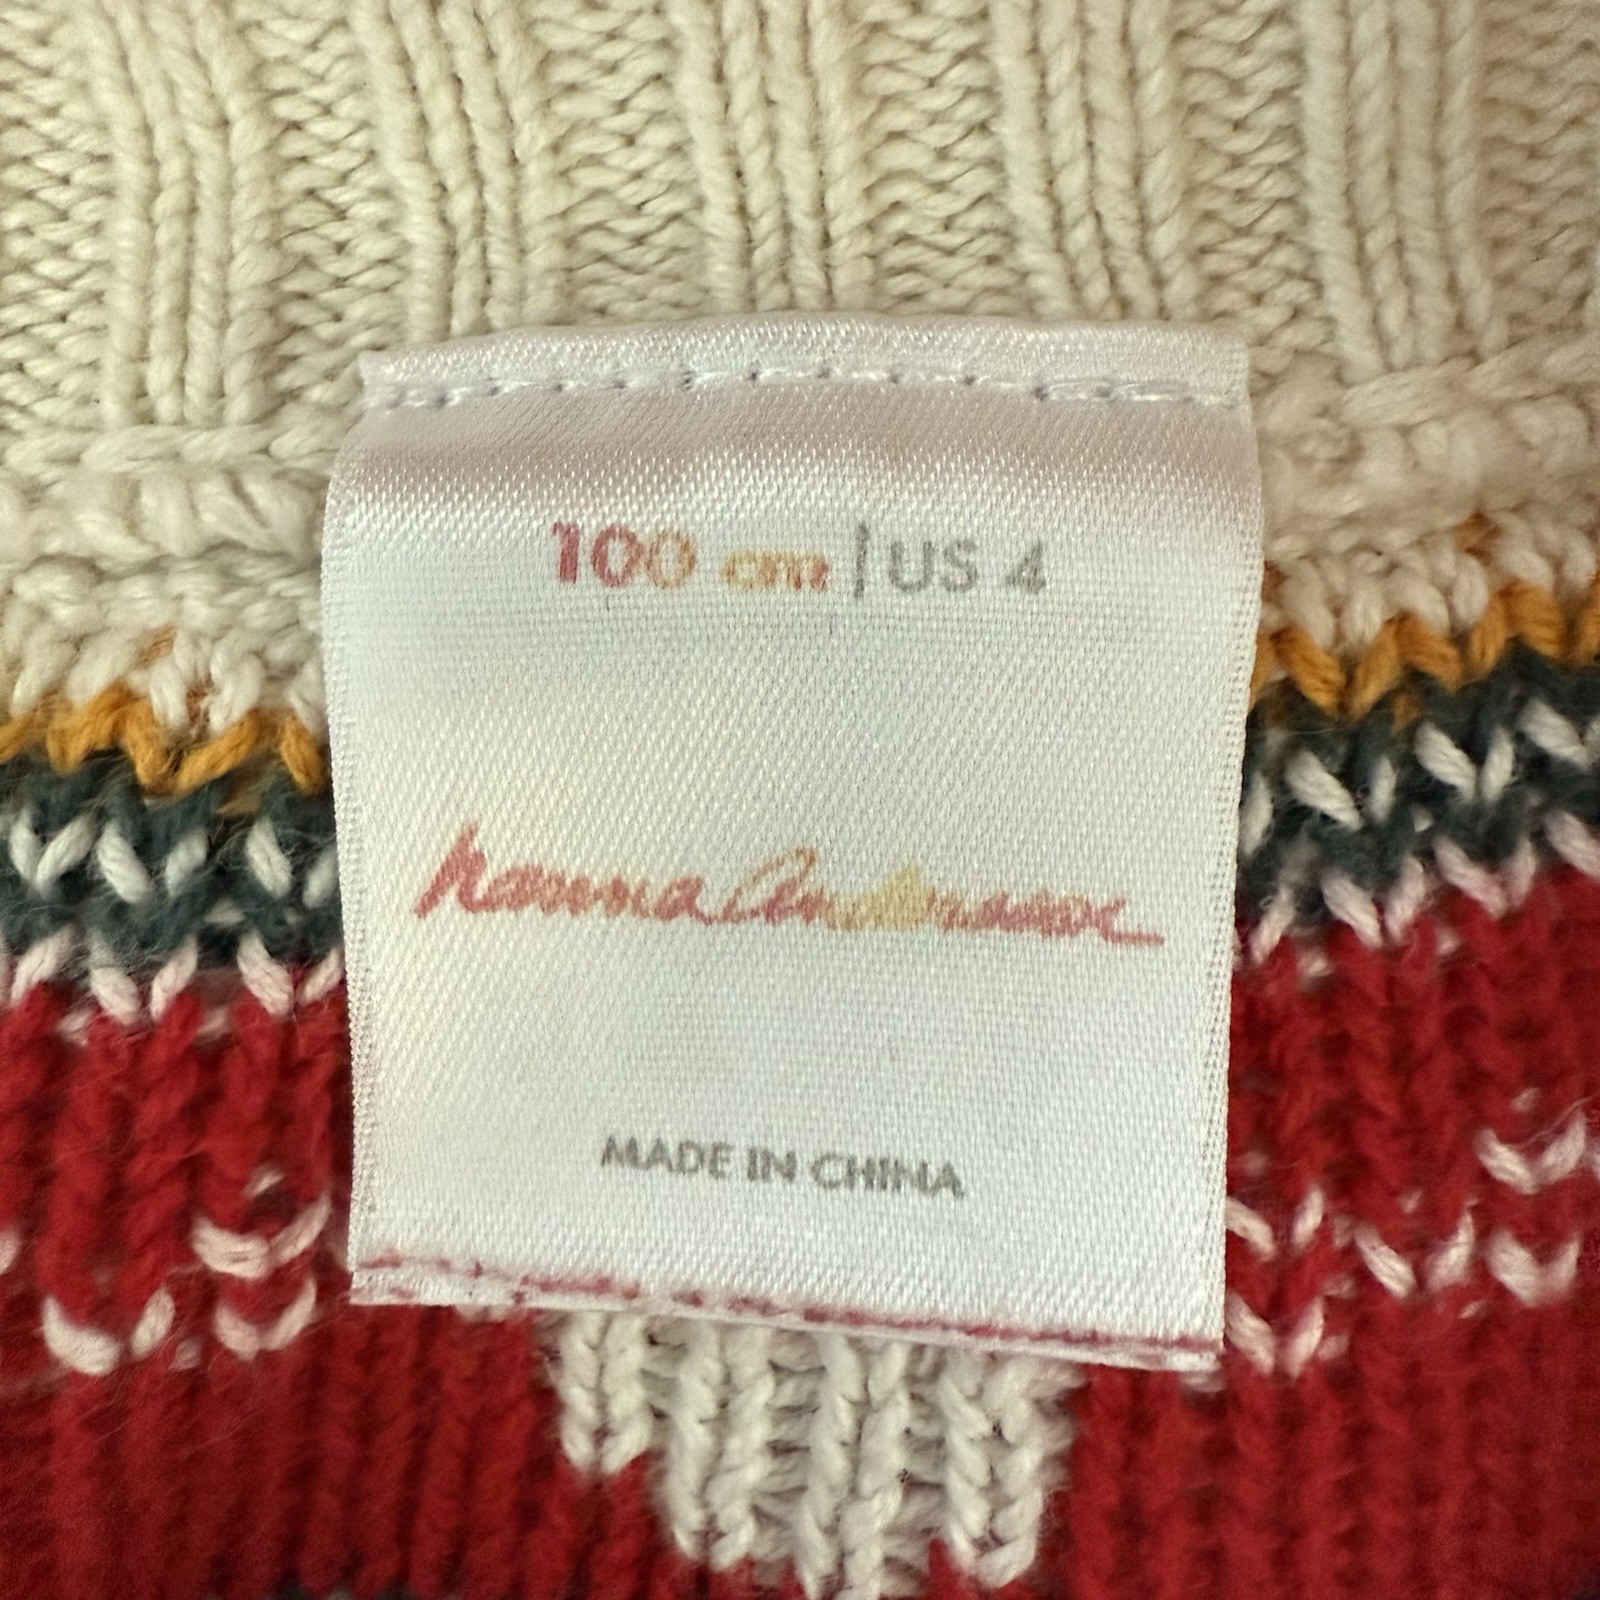 100 cm | US 4
hanna Andersson
MADE IN CHINA